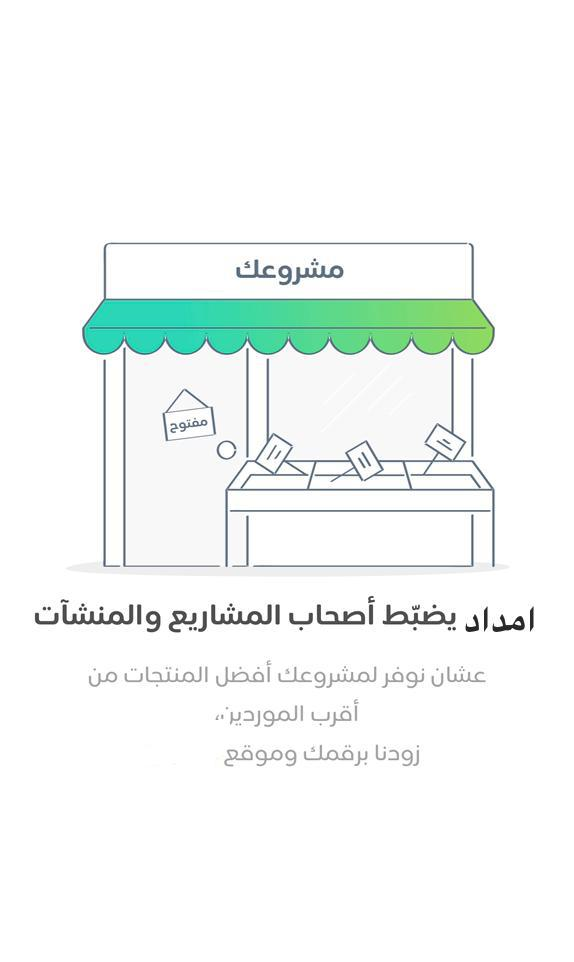 مشروعك
مفتوح
امداد يضبّط أصحاب المشاريع والمنشآت
عشان نوفر لمشروعك أفضل المنتجات من
أقرب الموردين،
زودنا برقمك وموقع